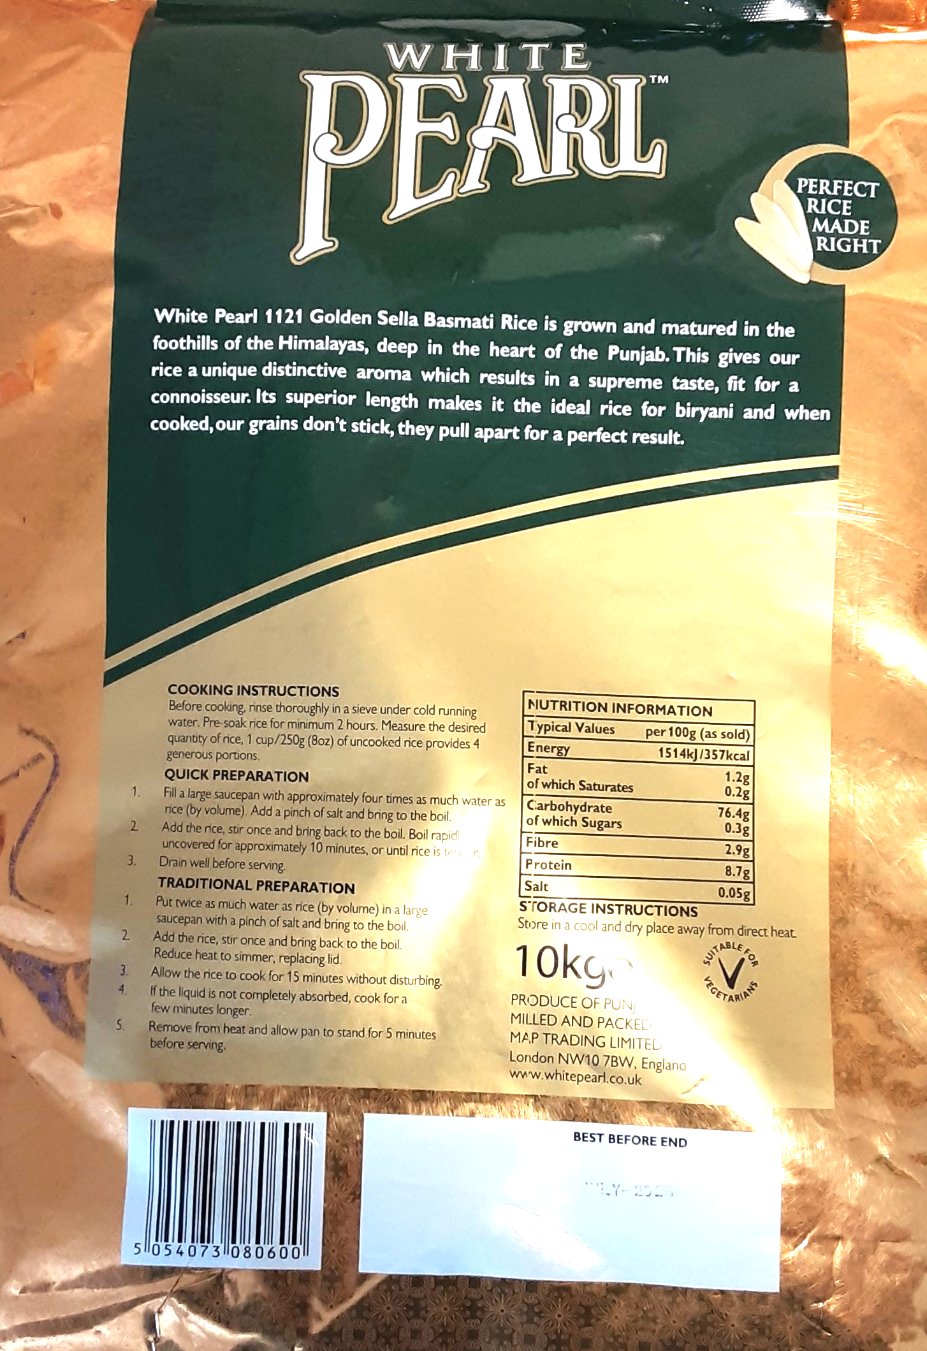 WHITE
PEARL™
PERFECT
RICE
MADE
RIGHT
White Pearl 1121 Golden Sella Basmati Rice is grown and matured in the
foothills of the Himalayas, deep in the heart of the Punjab. This gives our
rice a unique distinctive aroma which results in a supreme taste, fit for a
connoisseur. Its superior length makes it the ideal rice for biryani and when
cooked, our grains don't stick, they pull apart for a perfect result.
COOKING INSTRUCTIONS
Before cooking, rinse thoroughly in a sieve under cold running
water. Pre-soak rice for minimum 2 hours. Measure the desired
quantity of rice, 1 cup/250g (8oz) of uncooked rice provides 4
generous portions.
QUICK PREPARATION
1. Fill a large saucepan with approximately four times as much water as
rice (by volume). Add a pinch of salt and bring to the boil.
2. Add the rice, stir once and bring back to the boil. Boil
uncovered for approximately 10 minutes, or until rice is
3. Drain well before serving.
TRADITIONAL PREPARATION
1. Put twice as much water as rice (by volume) in a large
saucepan with a pinch of salt and bring to the boil.
2. Add the rice, stir once and bring back to the boil.
Reduce heat to simmer, replacing lid.
3. Allow the rice to cook for 15 minutes without disturbing.
4. If the liquid is not completely absorbed, cook for a
few minutes longer.
5. Remove from heat and allow pan to stand for 5 minutes
before serving.
NUTRITION INFORMATION
Typical Values per 100g (as sold)
Energy 1514kJ/357kcal
Fat 1.2g
of which Saturates 0.2g
Carbohydrate 76.4g
of which Sugars 0.3g
Fibre 2.9g
Protein 8.7g
Salt 0.05g
STORAGE INSTRUCTIONS
Store in a cool and dry place away from direct heat.
10kg
SUITABLE FOR
VEGETARIANS
PRODUCE OF
MILLED AND PACKED
MAP TRADING LIMITED
London NW10 7BW, England
www.whitepearl.co.uk
5 054073 080600
BEST BEFORE END